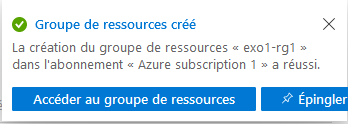 Groupe de ressources créé
La création du groupe de ressources « exo1-rg1 »
dans l'abonnement « Azure subscription 1 » a réussi.
Accéder au groupe de ressources
Épingler